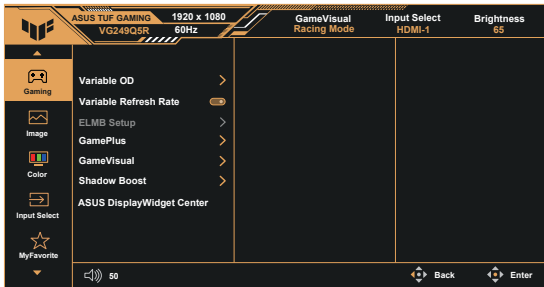 ASUS TUF GAMING 1920 x 1080
VG249Q5R 60Hz
GameVisual
Racing Mode
Input Select
HDMI-1
Brightness
65
Gaming
Image
Color
Input Select
MyFavorite
Variable OD
Variable Refresh Rate
ELMB Setup
GamePlus
GameVisual
Shadow Boost
ASUS DisplayWidget Center
50
Back
Enter